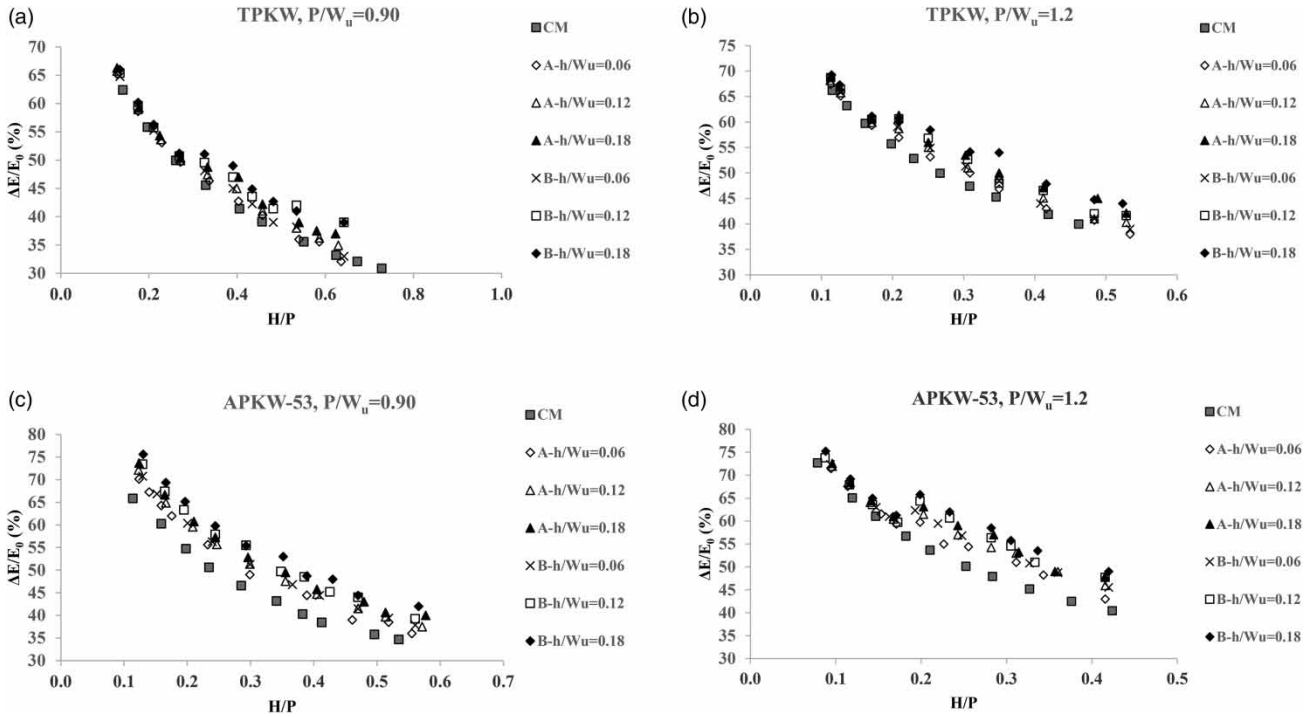 (a)
TPKW, P/Wu=0.90
ΔE/E0 (%)
70
65
60
55
50
45
40
35
30
0.0 0.2 0.4 0.6 0.8 1.0
H/P
CM
A-h/Wu=0.06
A-h/Wu=0.12
A-h/Wu=0.18
B-h/Wu=0.06
B-h/Wu=0.12
B-h/Wu=0.18
(b)
TPKW, P/Wu=1.2
ΔE/E0 (%)
75
70
65
60
55
50
45
40
35
30
0.0 0.1 0.2 0.3 0.4 0.5 0.6
H/P
CM
A-h/Wu=0.06
A-h/Wu=0.12
A-h/Wu=0.18
B-h/Wu=0.06
B-h/Wu=0.12
B-h/Wu=0.18
(c)
APKW-53, P/Wu=0.90
ΔE/E0 (%)
80
75
70
65
60
55
50
45
40
35
30
0.0 0.1 0.2 0.3 0.4 0.5 0.6 0.7
H/P
CM
A-h/Wu=0.06
A-h/Wu=0.12
A-h/Wu=0.18
B-h/Wu=0.06
B-h/Wu=0.12
B-h/Wu=0.18
(d)
APKW-53, P/Wu=1.2
ΔE/E0 (%)
80
75
70
65
60
55
50
45
40
35
30
0.0 0.1 0.2 0.3 0.4 0.5
H/P
CM
A-h/Wu=0.06
A-h/Wu=0.12
A-h/Wu=0.18
B-h/Wu=0.06
B-h/Wu=0.12
B-h/Wu=0.18